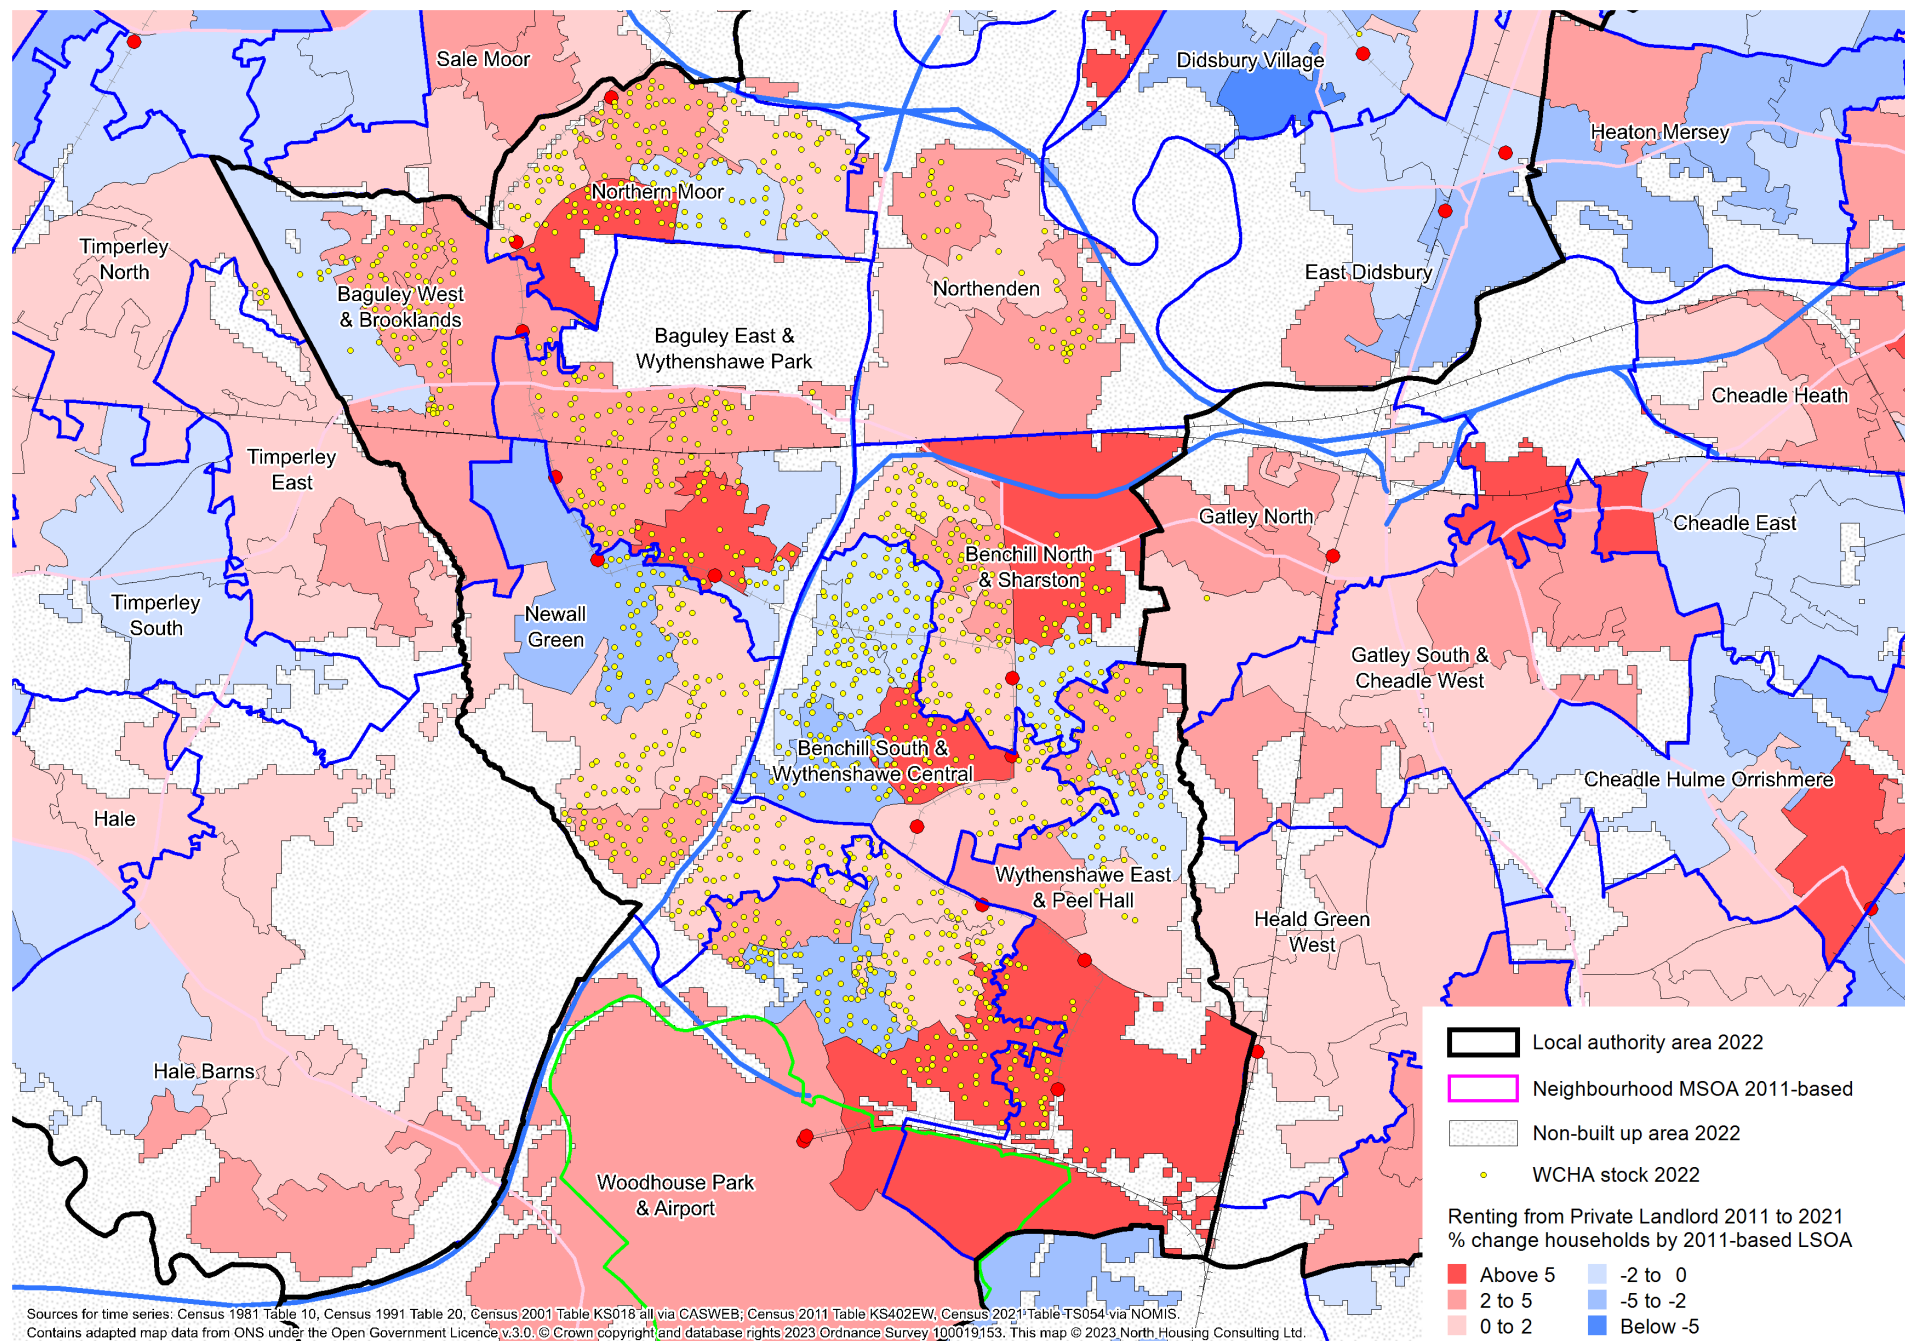 Sale Moor
Didsbury Village
Heaton Mersey
Northern Moor
Timperley
North
Baguley West
& Brooklands
Northenden
East Didsbury
Baguley East &
Wythenshawe Park
Cheadle Heath
Timperley
East
Gatley North
Cheadle East
Benchill North
& Sharston
Timperley
South
Newall
Green
Gatley South &
Cheadle West
Benchill South &
Wythenshawe Central
Cheadle Hulme Orrishmere
Hale
Wythenshawe East
& Peel Hall
Heald Green
West
Hale Barns
Woodhouse Park
& Airport
Local authority area 2022
Neighbourhood MSOA 2011-based
Non-built up area 2022
WCHA stock 2022
Renting from Private Landlord 2011 to 2021
% change households by 2011-based LSOA
Above 5
2 to 5
0 to 2
-2 to 0
-5 to -2
Below -5
Sources for time series: Census 1981 Table 10, Census 1991 Table 20, Census 2001 Table KS018 all via CASWEB; Census 2011 Table KS402EW, Census 2021 Table TS054 via NOMIS.
Contains adapted map data from ONS under the Open Government Licence v.3.0. © Crown copyright and database rights 2023 Ordnance Survey 100019153. This map © 2023 North Housing Consulting Ltd.